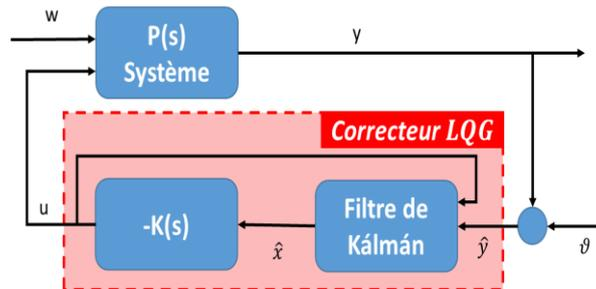 w
P(s)
Système
y
Correcteur LQG
u
-K(s)
x̂
Filtre de
Kálmán
ŷ
ϑ